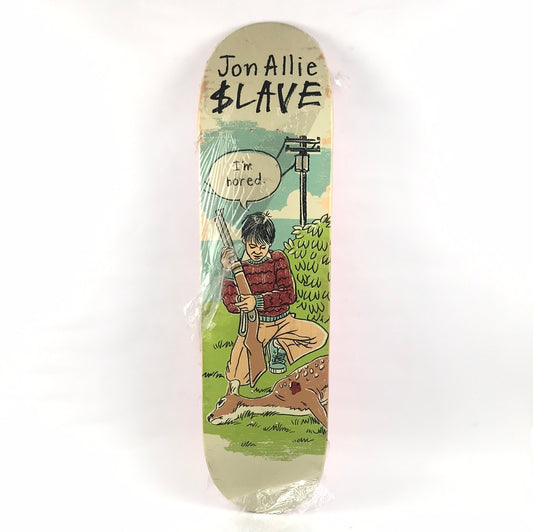 Jon Allie
$LAVE
I'm
bored.